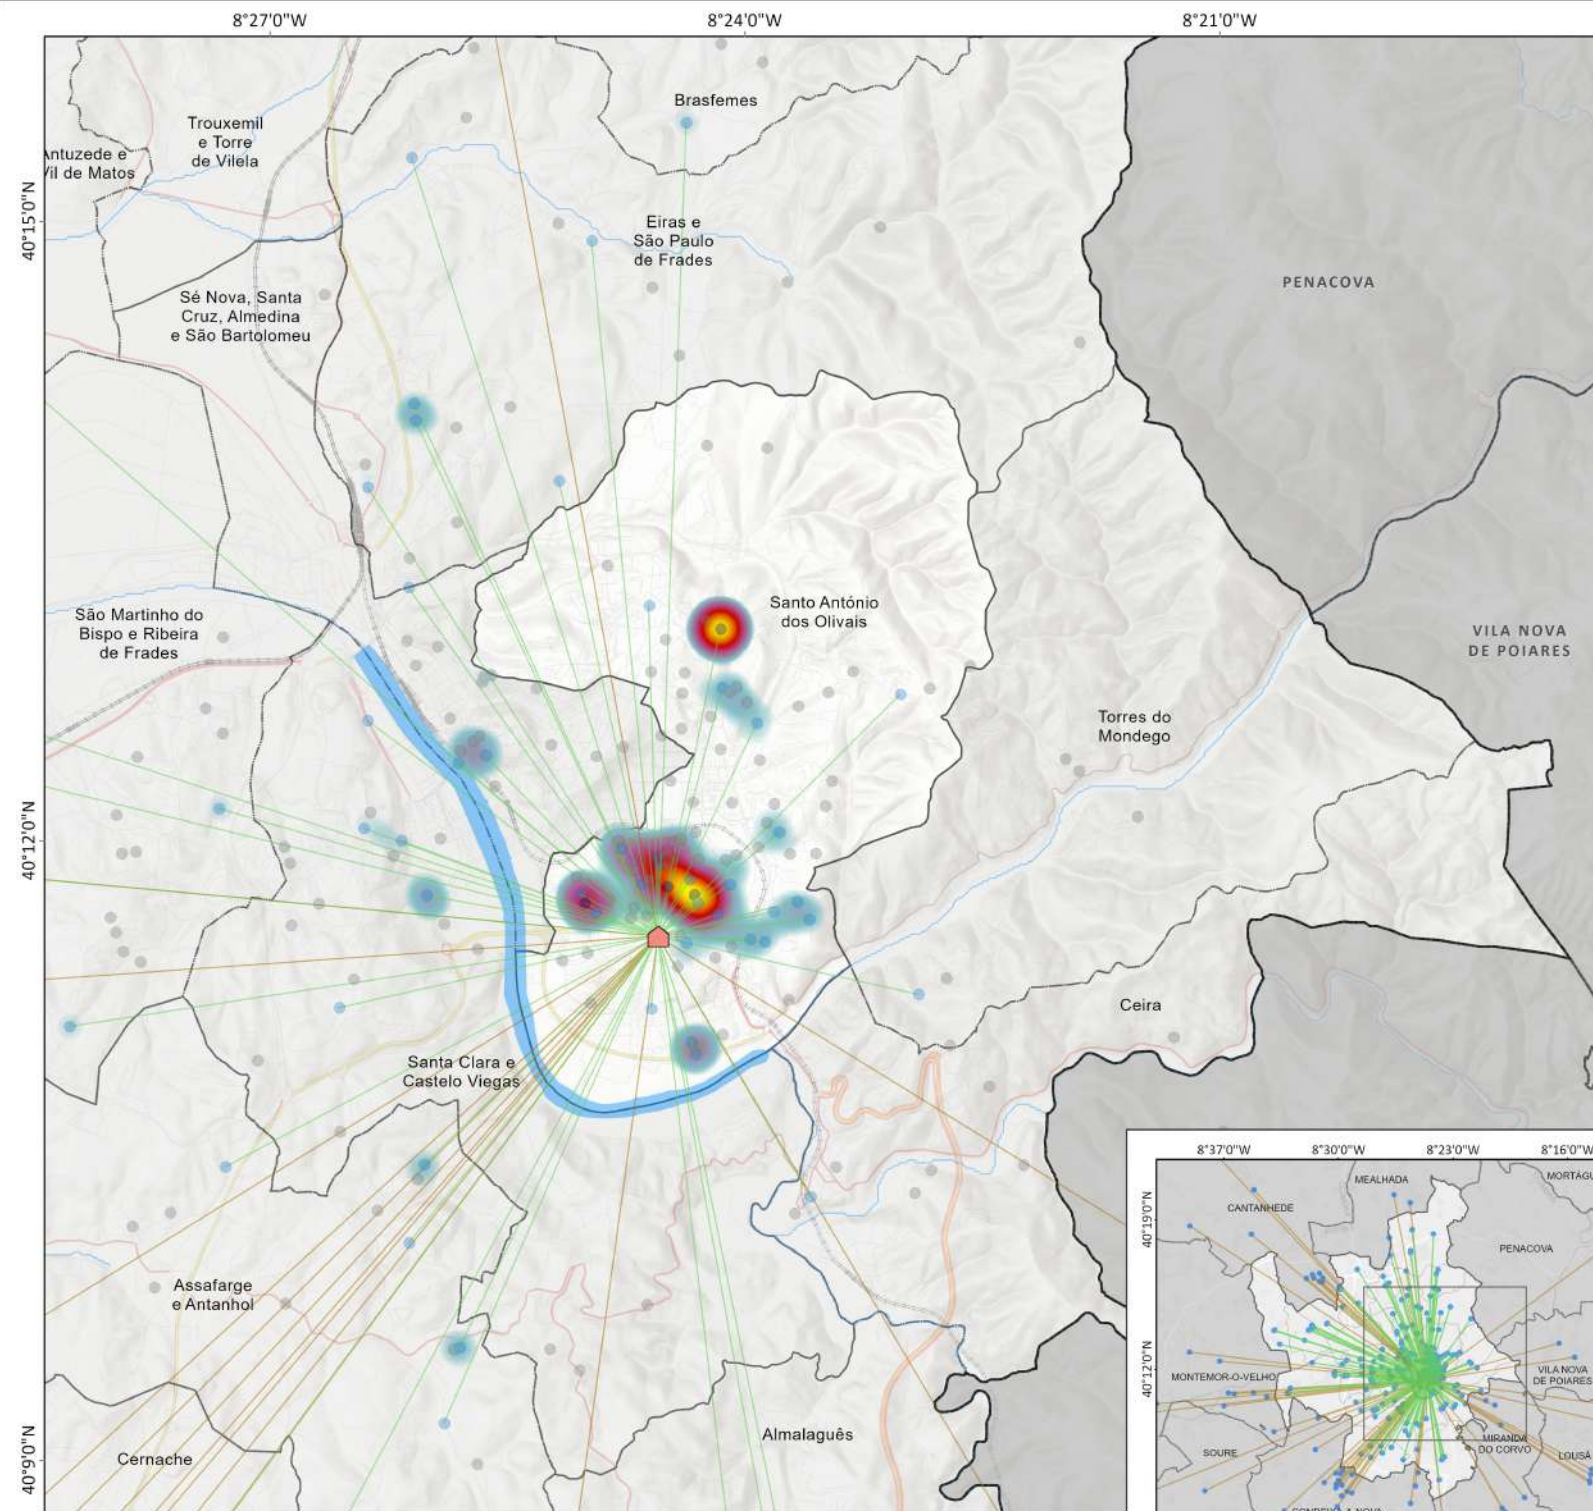 8°27'0"W
8°24'0"W
8°21'0"W
40°15'0"N
40°12'0"N
40°9'0"N
Brasfemes
Trouxemil
e Torre
de Vilela
Antuzede e
Vil de Matos
Eiras e
São Paulo
de Frades
Sé Nova, Santa
Cruz, Almedina
e São Bartolomeu
PENACOVA
Santo António
dos Olivais
São Martinho do
Bispo e Ribeira
de Frades
VILA NOVA
DE POIARES
Torres do
Mondego
Ceira
Santa Clara e
Castelo Viegas
Assafarge
e Antanhol
Almalaguês
Cernache
8°37'0"W
8°30'0"W
8°23'0"W
8°16'0"W
40°19'0"N
40°12'0"N
MEALHADA
MORTÁGU
CANTANHEDE
PENACOVA
MONTEMOR-O-VELHO
VILA NOVA
DE POIARES
MIRANDA
DO CORVO
SOURE
LOUSÃ